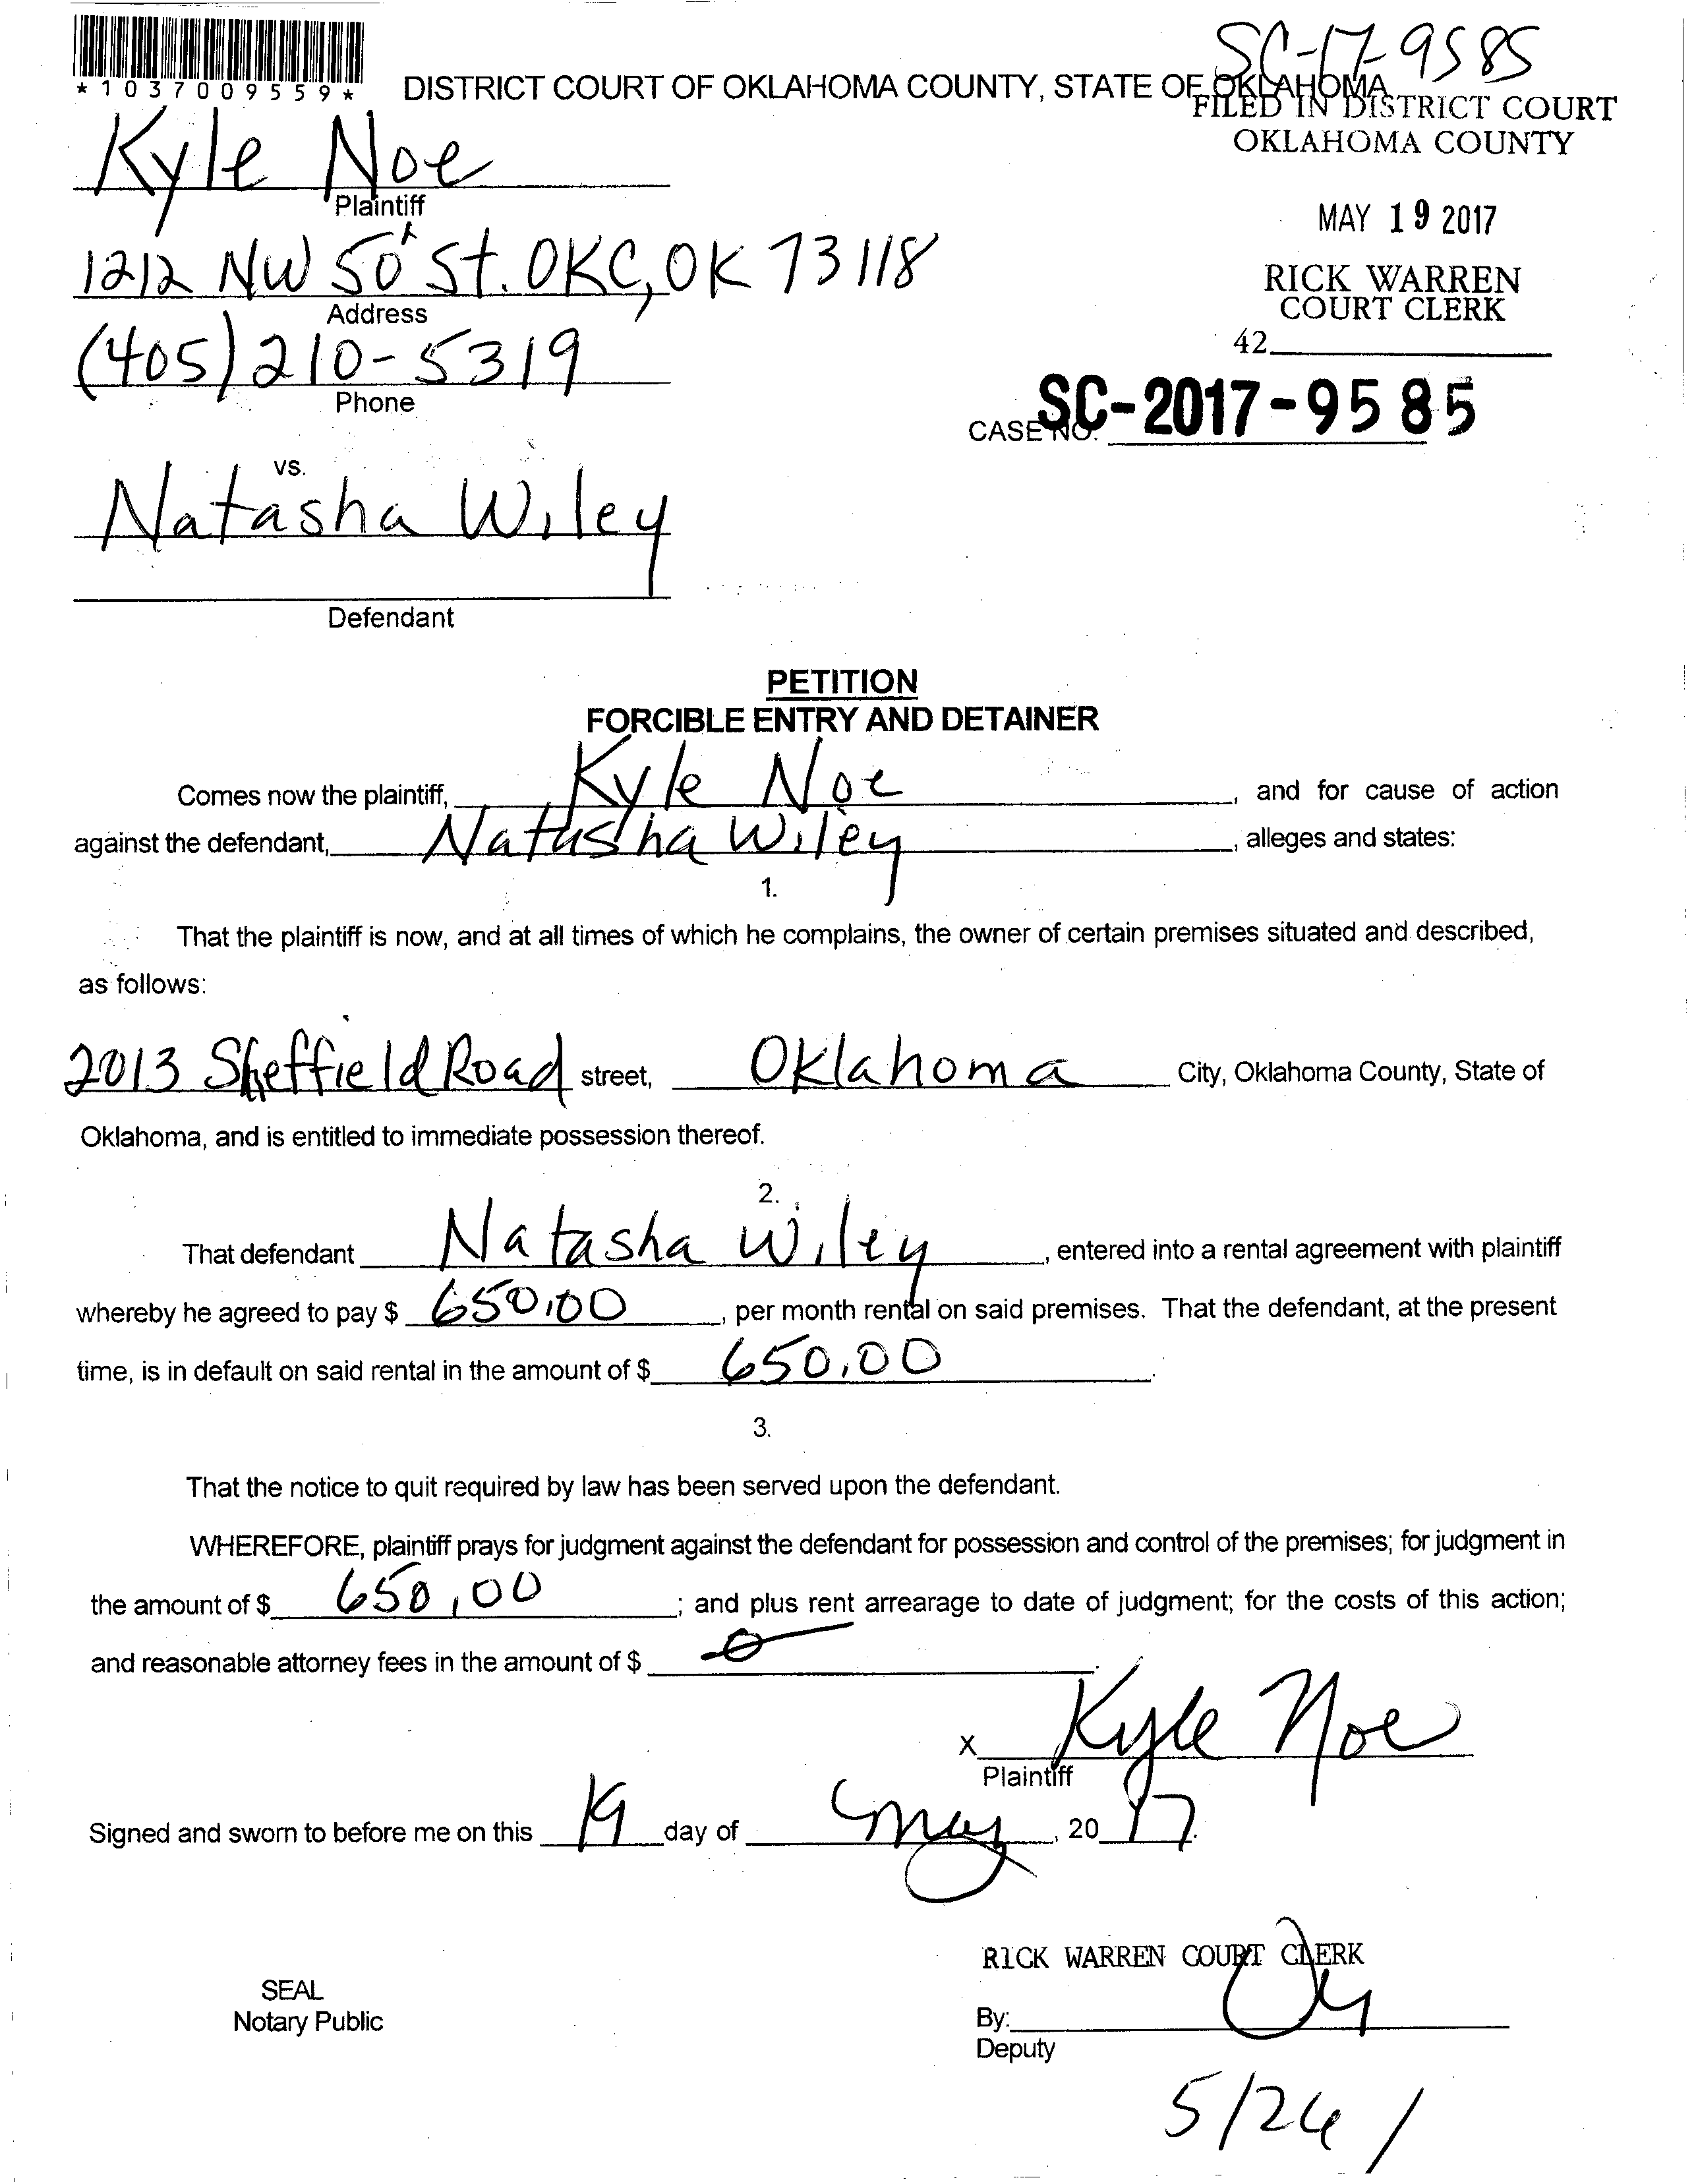 SC-17-9585
*1037009559*
DISTRICT COURT OF OKLAHOMA COUNTY, STATE OF OKLAHOMA
FILED IN DISTRICT COURT
OKLAHOMA COUNTY
Kyle Noe
Plaintiff
MAY 19 2017
1212 NW 50 St. OKC, OK 73118
Address
RICK WARREN
COURT CLERK
42
(405) 210-5319
Phone
CASE NO. SC-2017-9585
vs.
Natasha Wiley
Defendant
PETITION
FORCIBLE ENTRY AND DETAINER
Comes now the plaintiff, Kyle Noe, and for cause of action
against the defendant, Natasha Wiley, alleges and states:
1.
That the plaintiff is now, and at all times of which he complains, the owner of certain premises situated and described,
as follows:
2013 Sheffield Road street, Oklahoma City, Oklahoma County, State of
Oklahoma, and is entitled to immediate possession thereof.
2.
That defendant Natasha Wiley, entered into a rental agreement with plaintiff
whereby he agreed to pay $ 650.00, per month rental on said premises. That the defendant, at the present
time, is in default on said rental in the amount of $ 650.00.
3.
That the notice to quit required by law has been served upon the defendant.
WHEREFORE, plaintiff prays for judgment against the defendant for possession and control of the premises; for judgment in
the amount of $ 650.00; and plus rent arrearage to date of judgment; for the costs of this action;
and reasonable attorney fees in the amount of $ 0.
X Kyle Noe
Plaintiff
Signed and sworn to before me on this 19 day of May, 2017.
RICK WARREN COURT CLERK
SEAL
Notary Public
By:
Deputy